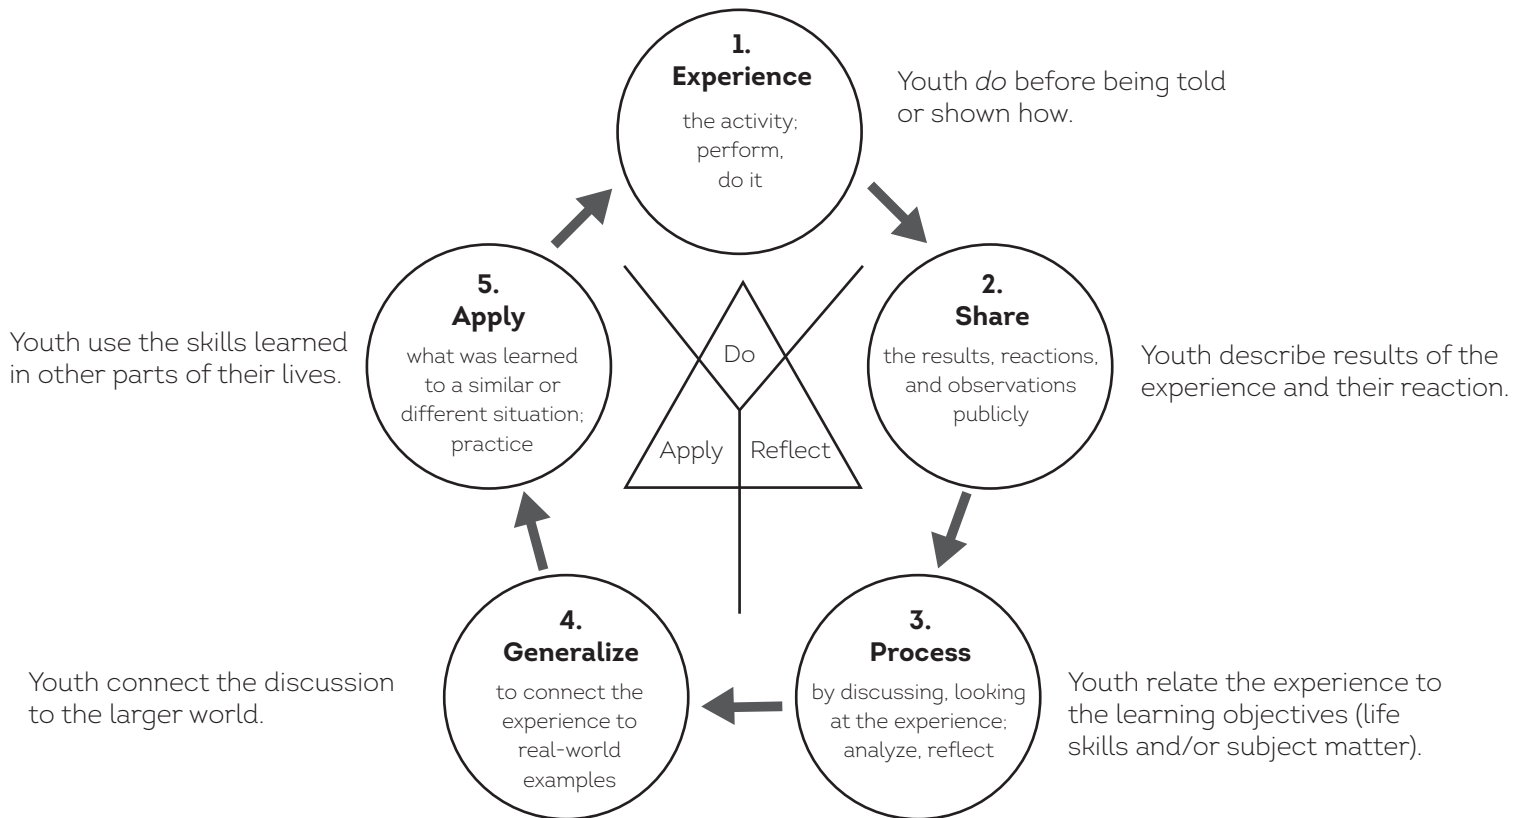 1.
Experience
the activity;
perform,
do it
Youth do before being told
or shown how.
2.
Share
the results, reactions,
and observations
publicly
Youth describe results of the
experience and their reaction.
3.
Process
by discussing, looking
at the experience;
analyze, reflect
Youth relate the experience to
the learning objectives (life
skills and/or subject matter).
4.
Generalize
to connect the
experience to
real-world
examples
Youth connect the discussion
to the larger world.
5.
Apply
what was learned
to a similar or
different situation;
practice
Youth use the skills learned
in other parts of their lives.
Do
Apply
Reflect